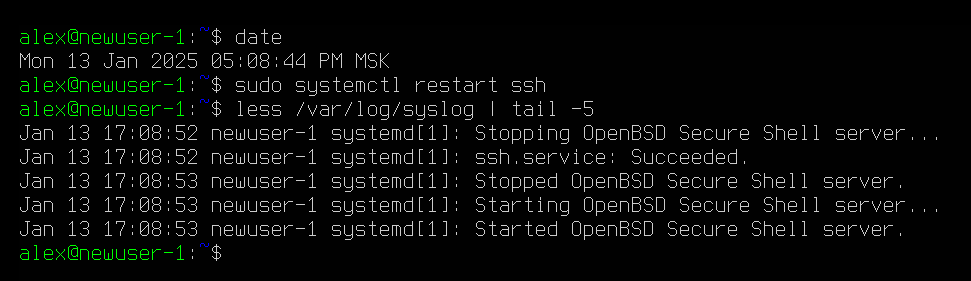 alex@newuser-1:~$ date
Mon 13 Jan 2025 05:08:44 PM MSK
alex@newuser-1:~$ sudo systemctl restart ssh
alex@newuser-1:~$ less /var/log/syslog | tail -5
Jan 13 17:08:52 newuser-1 systemd[1]: Stopping OpenBSD Secure Shell server...
Jan 13 17:08:52 newuser-1 systemd[1]: ssh.service: Succeeded.
Jan 13 17:08:53 newuser-1 systemd[1]: Stopped OpenBSD Secure Shell server.
Jan 13 17:08:53 newuser-1 systemd[1]: Starting OpenBSD Secure Shell server...
Jan 13 17:08:53 newuser-1 systemd[1]: Started OpenBSD Secure Shell server.
alex@newuser-1:~$